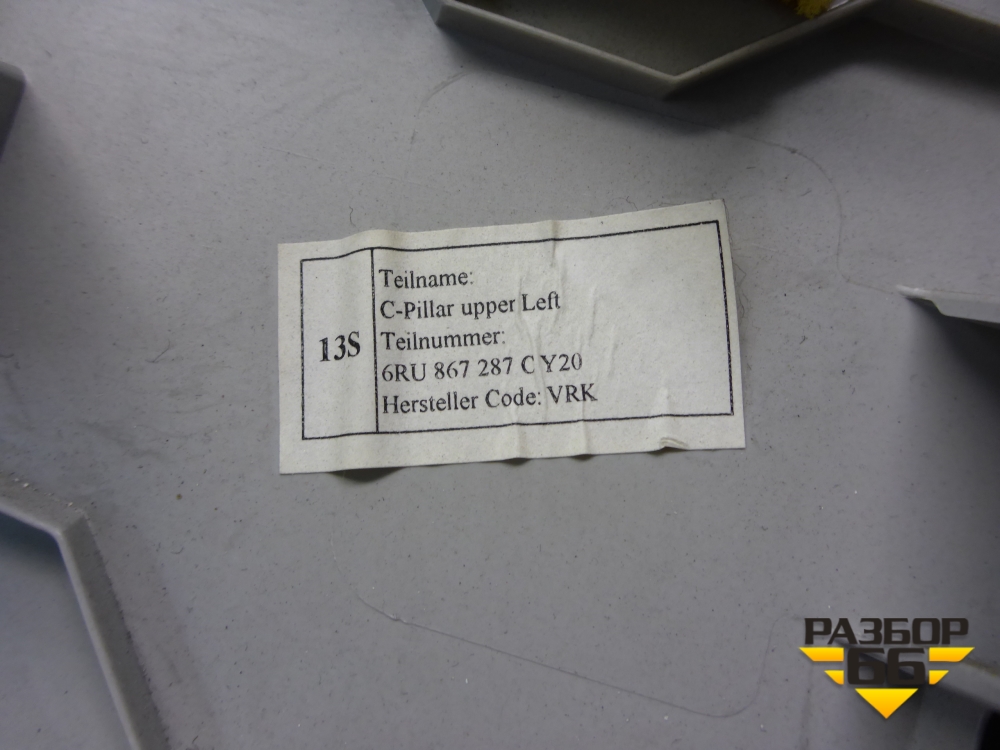 13S
Teilname:
C-Pillar upper Left
Teilnummer:
6RU 867 287 C Y20
Hersteller Code: VRK
РАЗБОР
66